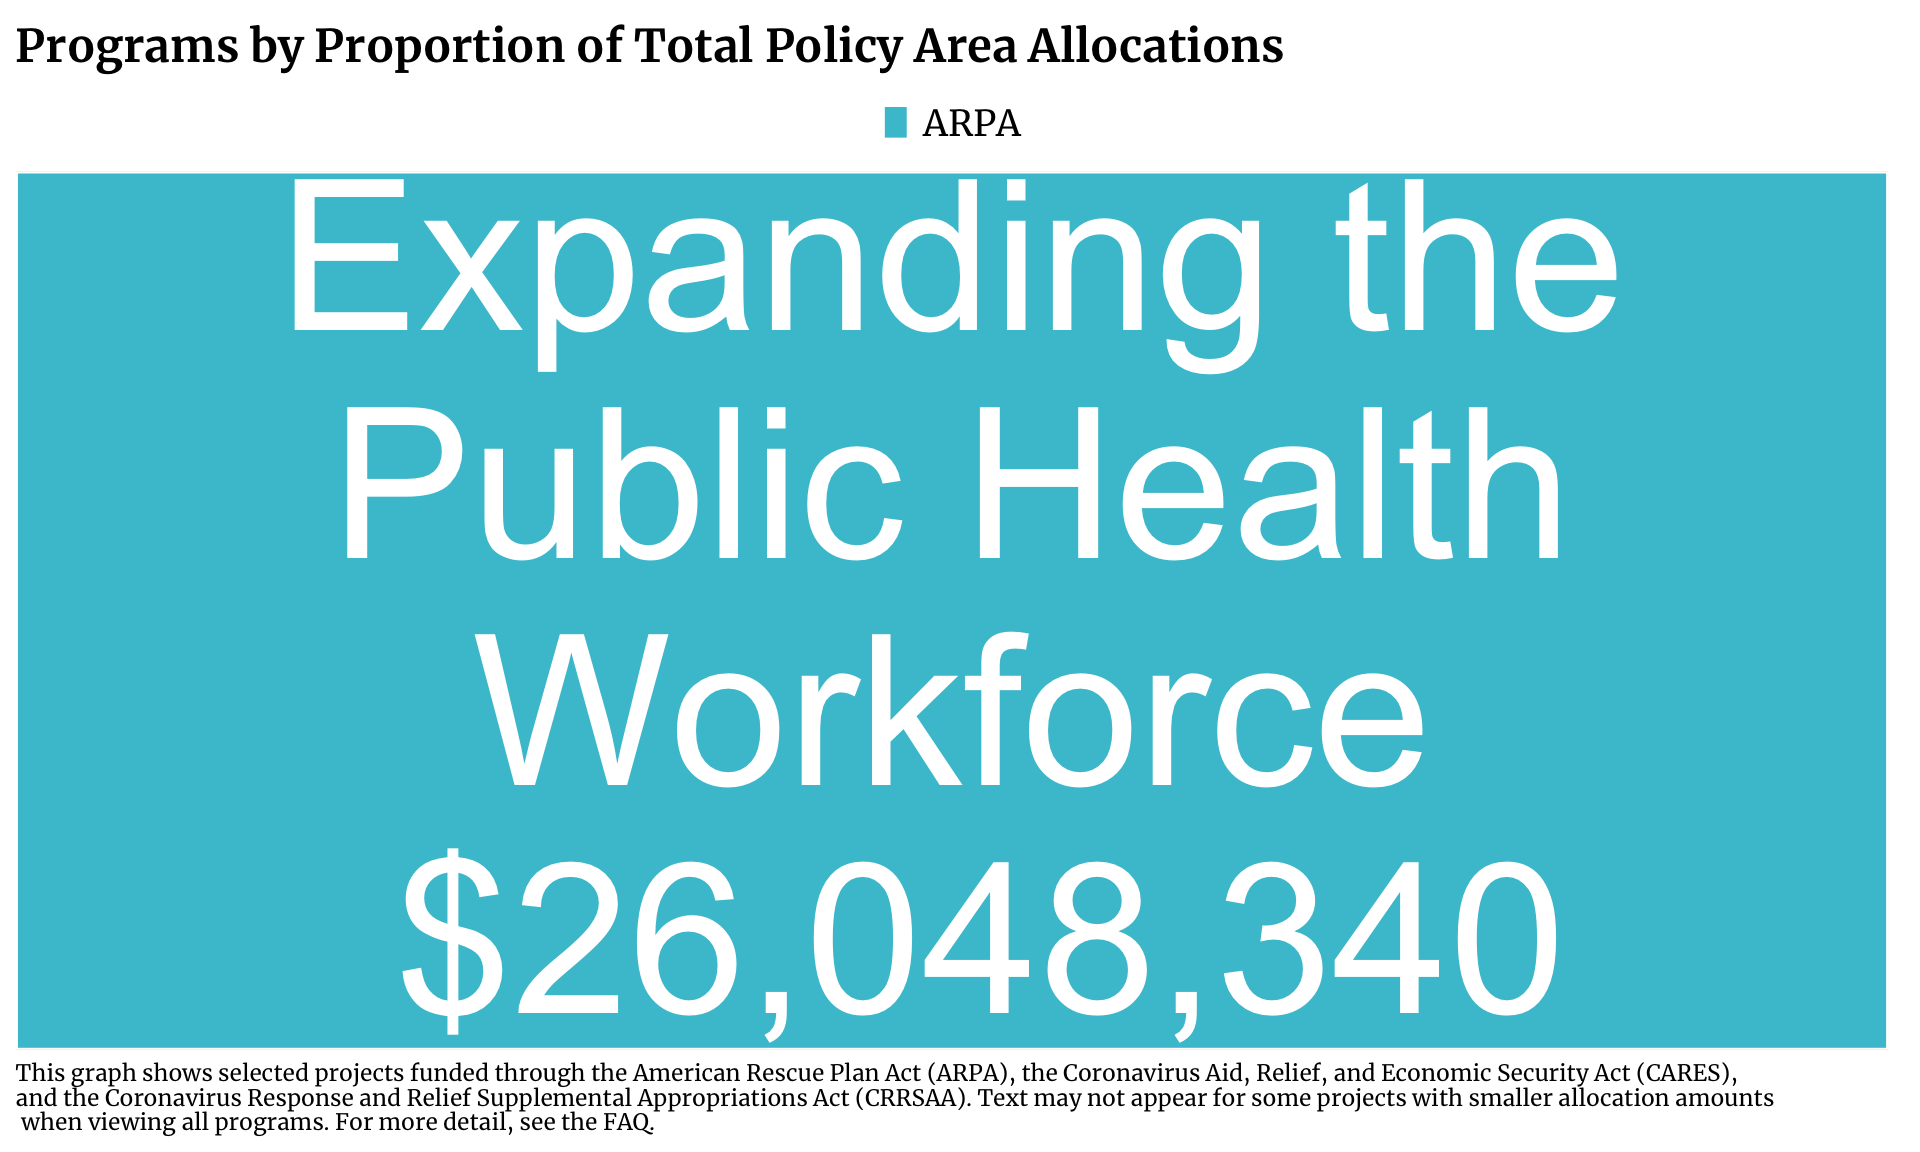 Programs by Proportion of Total Policy Area Allocations
ARPA
Expanding the
Public Health
Workforce
$26,048,340
This graph shows selected projects funded through the American Rescue Plan Act (ARPA), the Coronavirus Aid, Relief, and Economic Security Act (CARES),
and the Coronavirus Response and Relief Supplemental Appropriations Act (CRRSAA). Text may not appear for some projects with smaller allocation amounts
when viewing all programs. For more detail, see the FAQ.